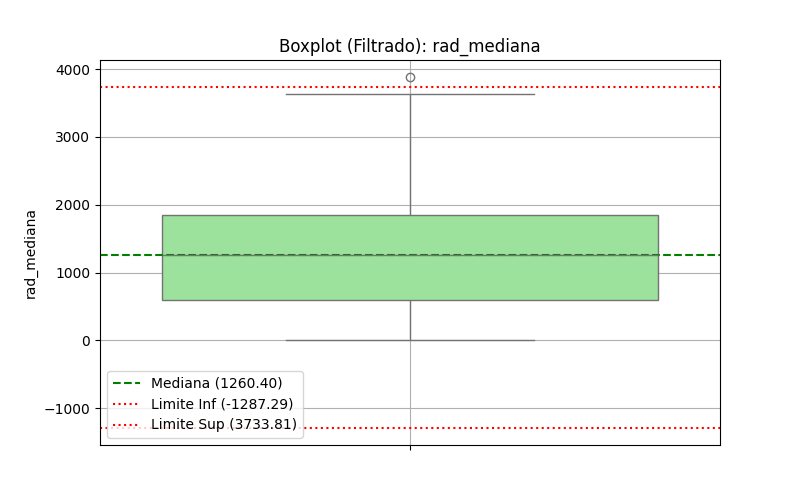 Boxplot (Filtrado): rad_mediana
4000
3000
2000
1000
0
−1000
rad_mediana
Mediana (1260.40)
Limite Inf (-1287.29)
Limite Sup (3733.81)